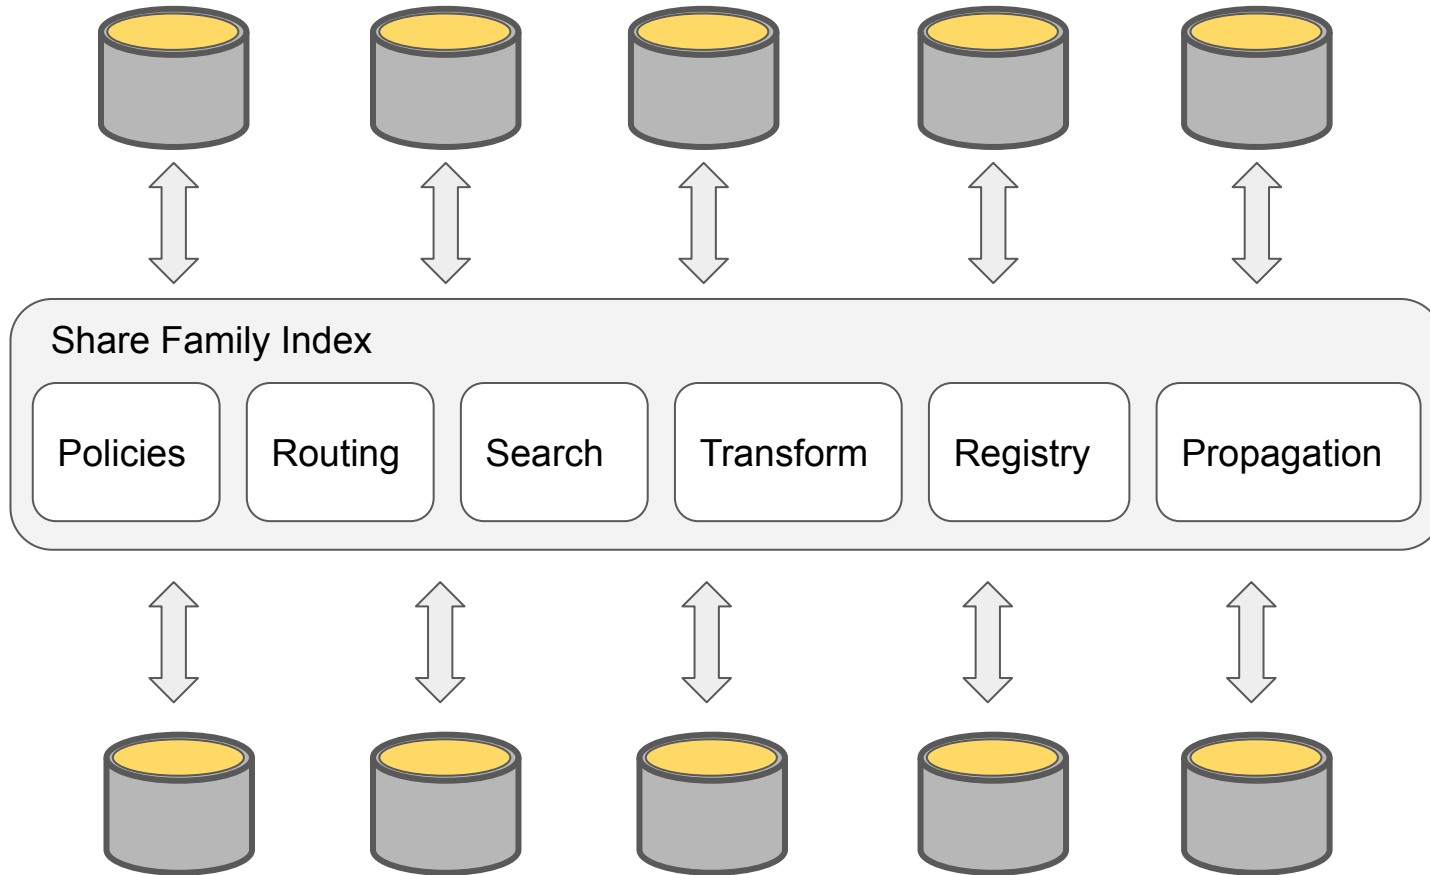 Share Family Index
Policies
Routing
Search
Transform
Registry
Propagation